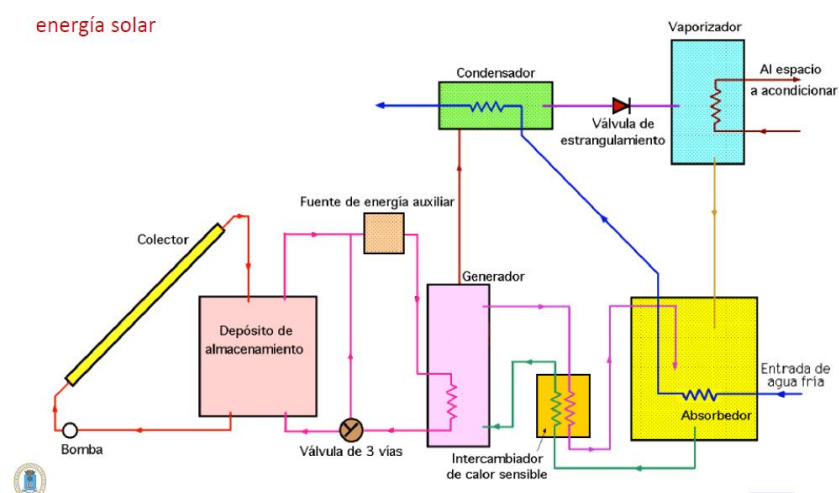 energía solar
Vaporizador
Condensador
Al espacio
a acondicionar
Válvula de
estrangulamiento
Fuente de energía auxiliar
Colector
Generador
Depósito de
almacenamiento
Entrada de
agua fría
Absorbedor
Bomba
Válvula de 3 vías
Intercambiador
de calor sensible